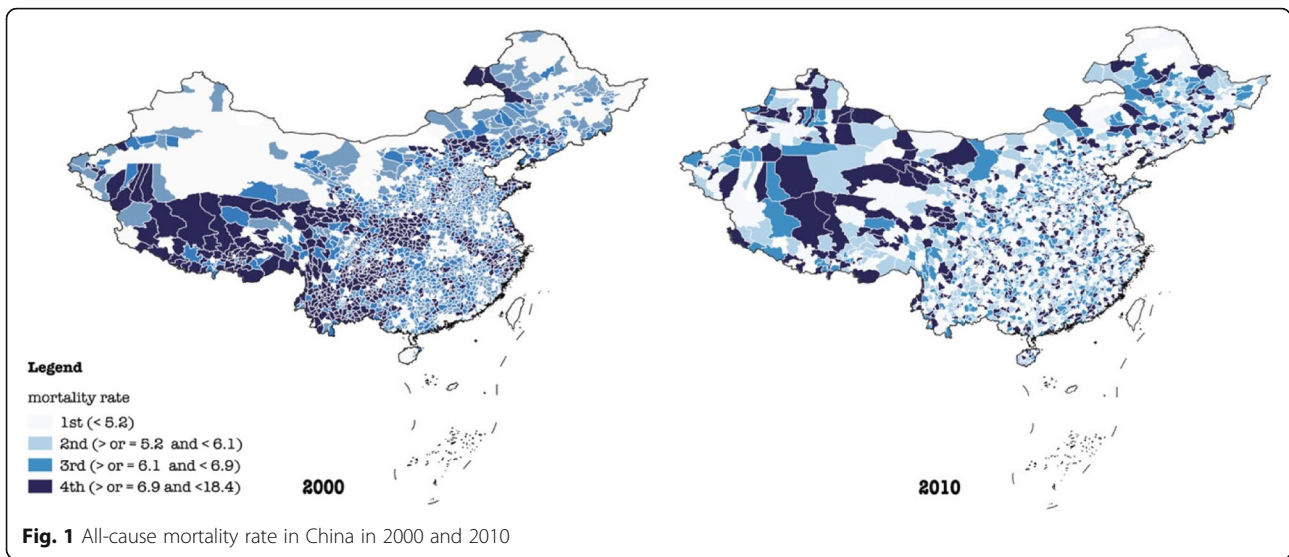 Legend
mortality rate
1st (< 5.2)
2nd (> or = 5.2 and < 6.1)
3rd (> or = 6.1 and < 6.9)
4th (> or = 6.9 and <18.4)
2000
2010
Fig. 1 All-cause mortality rate in China in 2000 and 2010